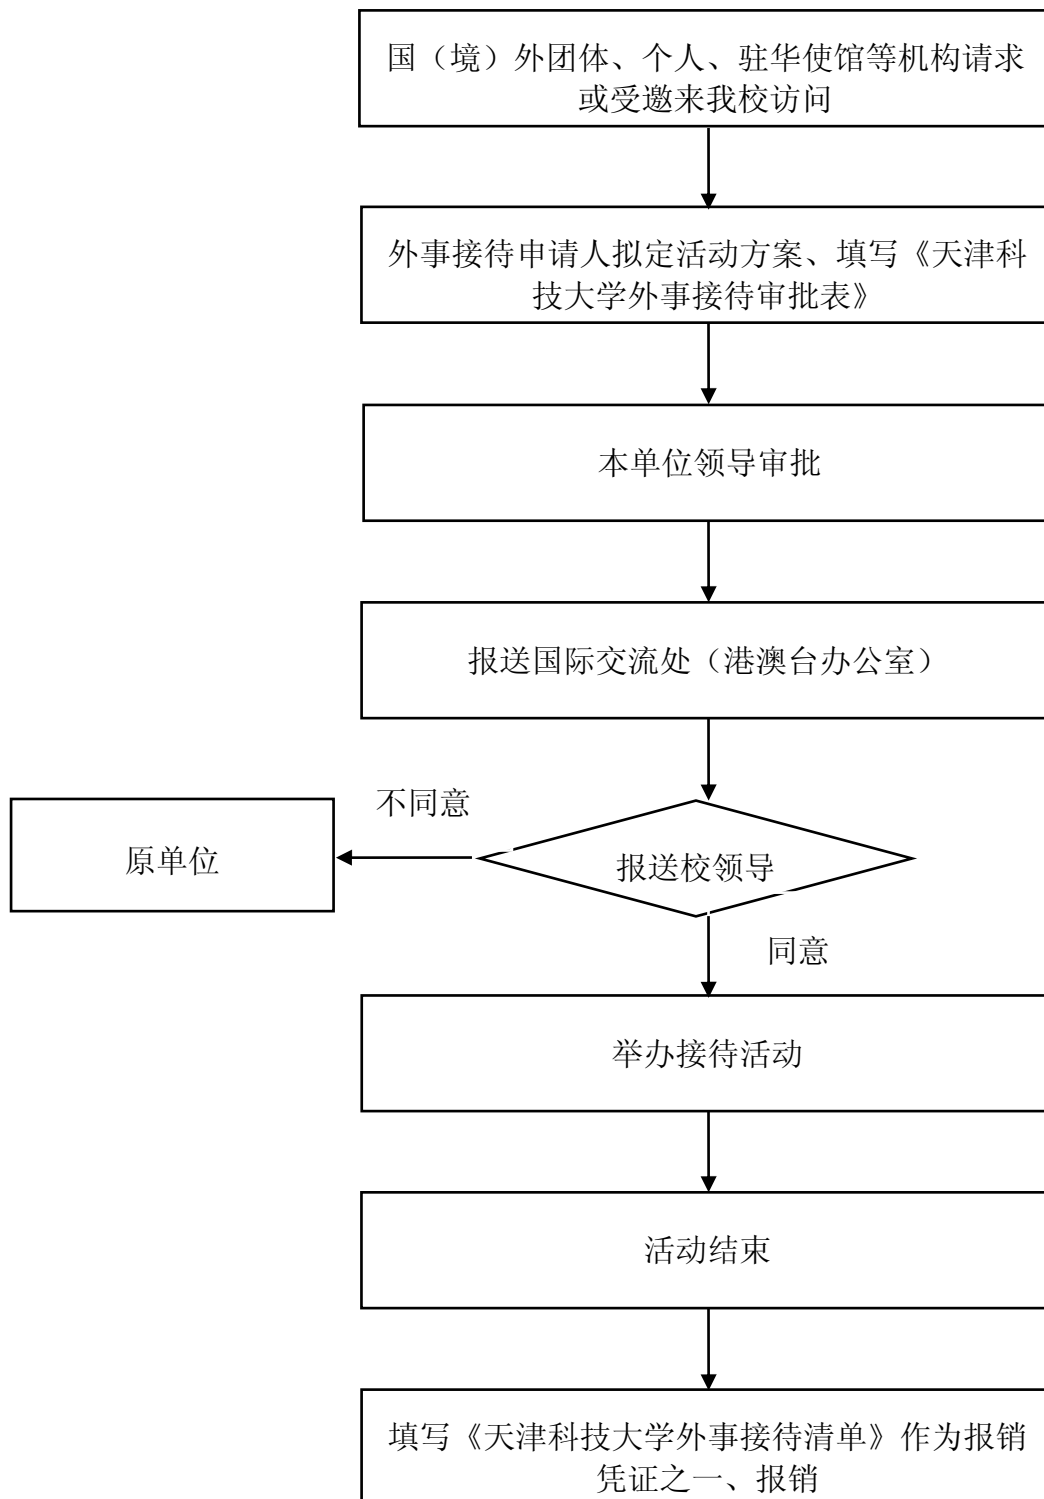 国（境）外团体、个人、驻华使馆等机构请求
或受邀来我校访问
外事接待申请人拟定活动方案、填写《天津科
技大学外事接待审批表》
本单位领导审批
报送国际交流处（港澳台办公室）
不同意
原单位
报送校领导
同意
举办接待活动
活动结束
填写《天津科技大学外事接待清单》作为报销
凭证之一、报销